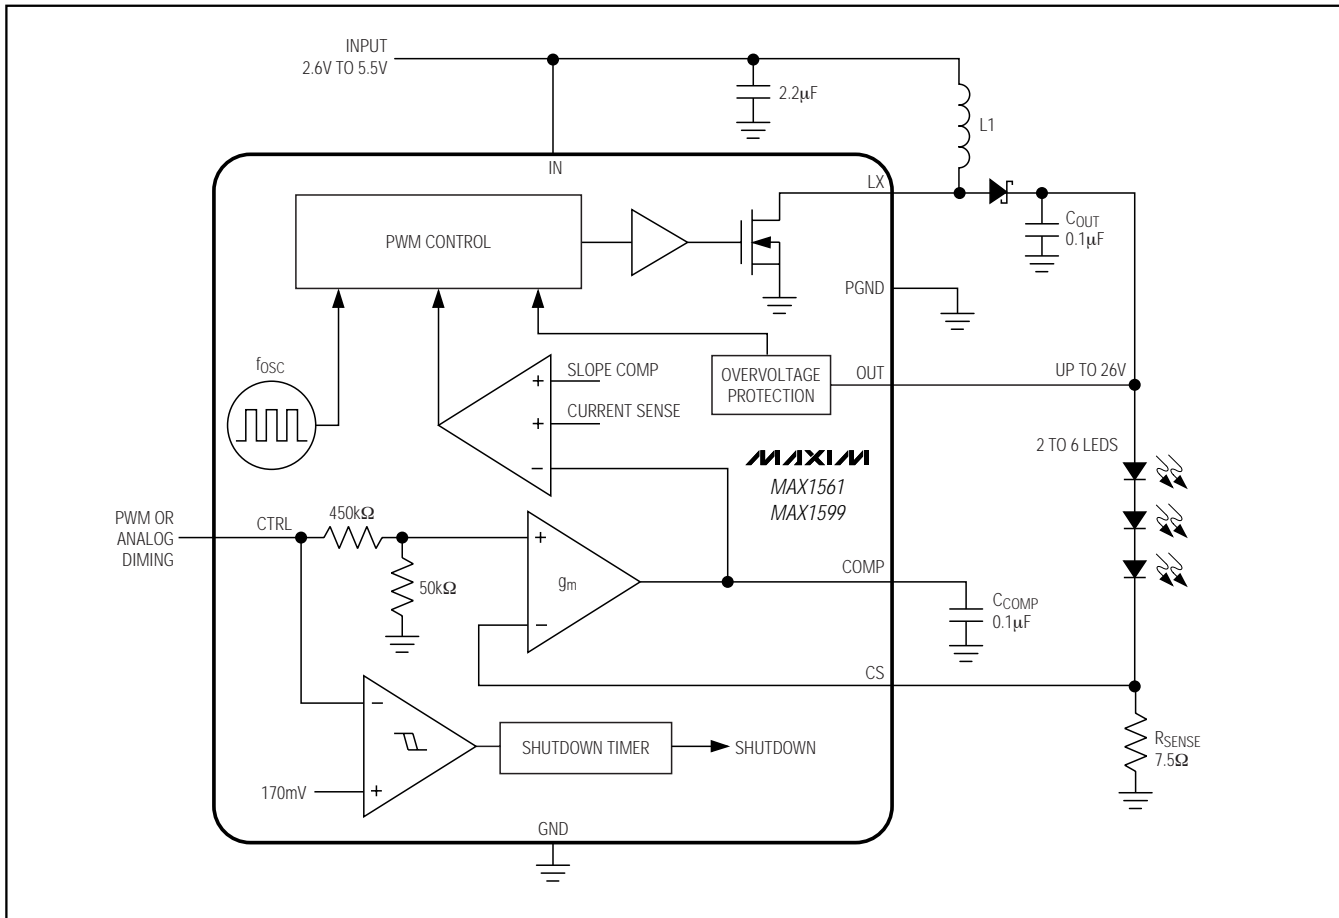 INPUT
2.6V TO 5.5V
2.2µF
L1
IN
LX
PWM CONTROL
COUT
0.1µF
PGND
fOSC
SLOPE COMP
CURRENT SENSE
OVERVOLTAGE
PROTECTION
OUT
UP TO 26V
2 TO 6 LEDS
MAXIM
MAX1561
MAX1599
PWM OR
ANALOG
DIMING
CTRL
450kΩ
50kΩ
+
+
−
+
gm
−
COMP
CCOMP
0.1µF
CS
−
+
170mV
SHUTDOWN TIMER
SHUTDOWN
RSENSE
7.5Ω
GND